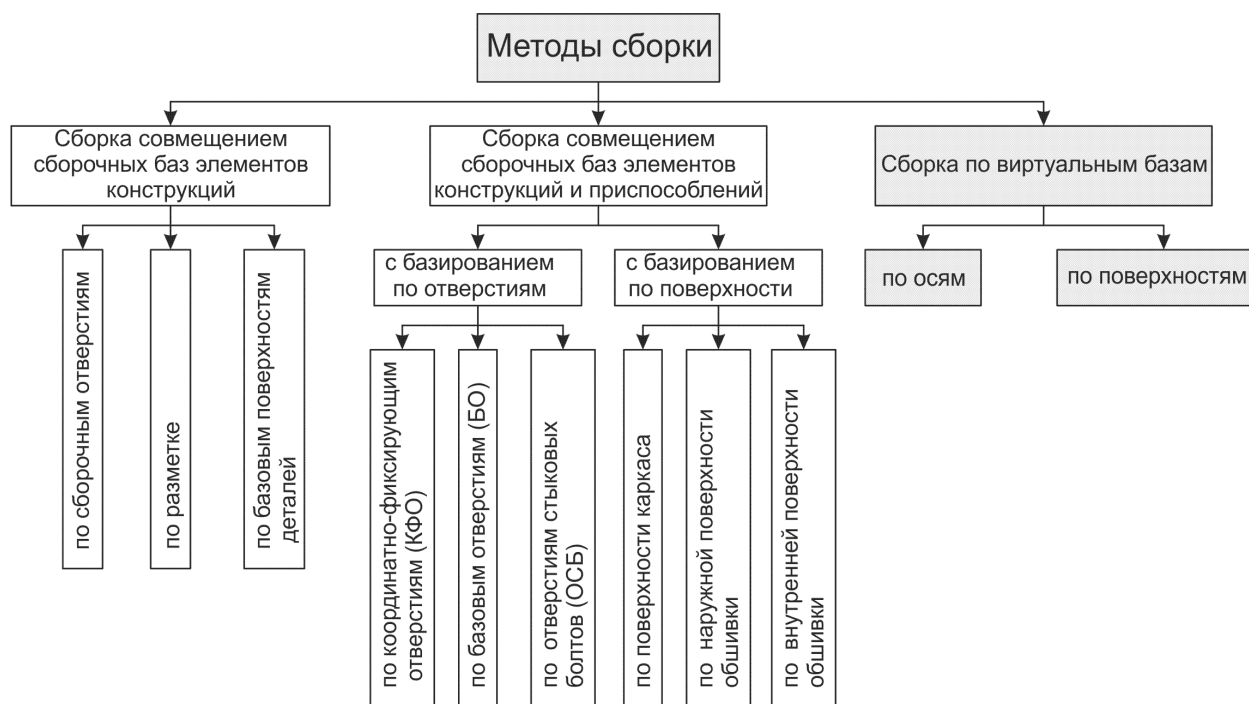 Методы сборки
Сборка совмещением
сборочных баз элементов
конструкций
Сборка совмещением
сборочных баз элементов
конструкций и приспособлений
Сборка по виртуальным базам
по сборочным отверстиям
по разметке
по базовым поверхностям
деталей
с базированием
по отверстиям
с базированием
по поверхности
по осям
по поверхностям
по координатно-фиксирующим
отверстиям (КФО)
по базовым отверстиям (БО)
по отверстиям стыковых
болтов (ОСБ)
по поверхности каркаса
по наружной поверхности
обшивки
по внутренней поверхности
обшивки